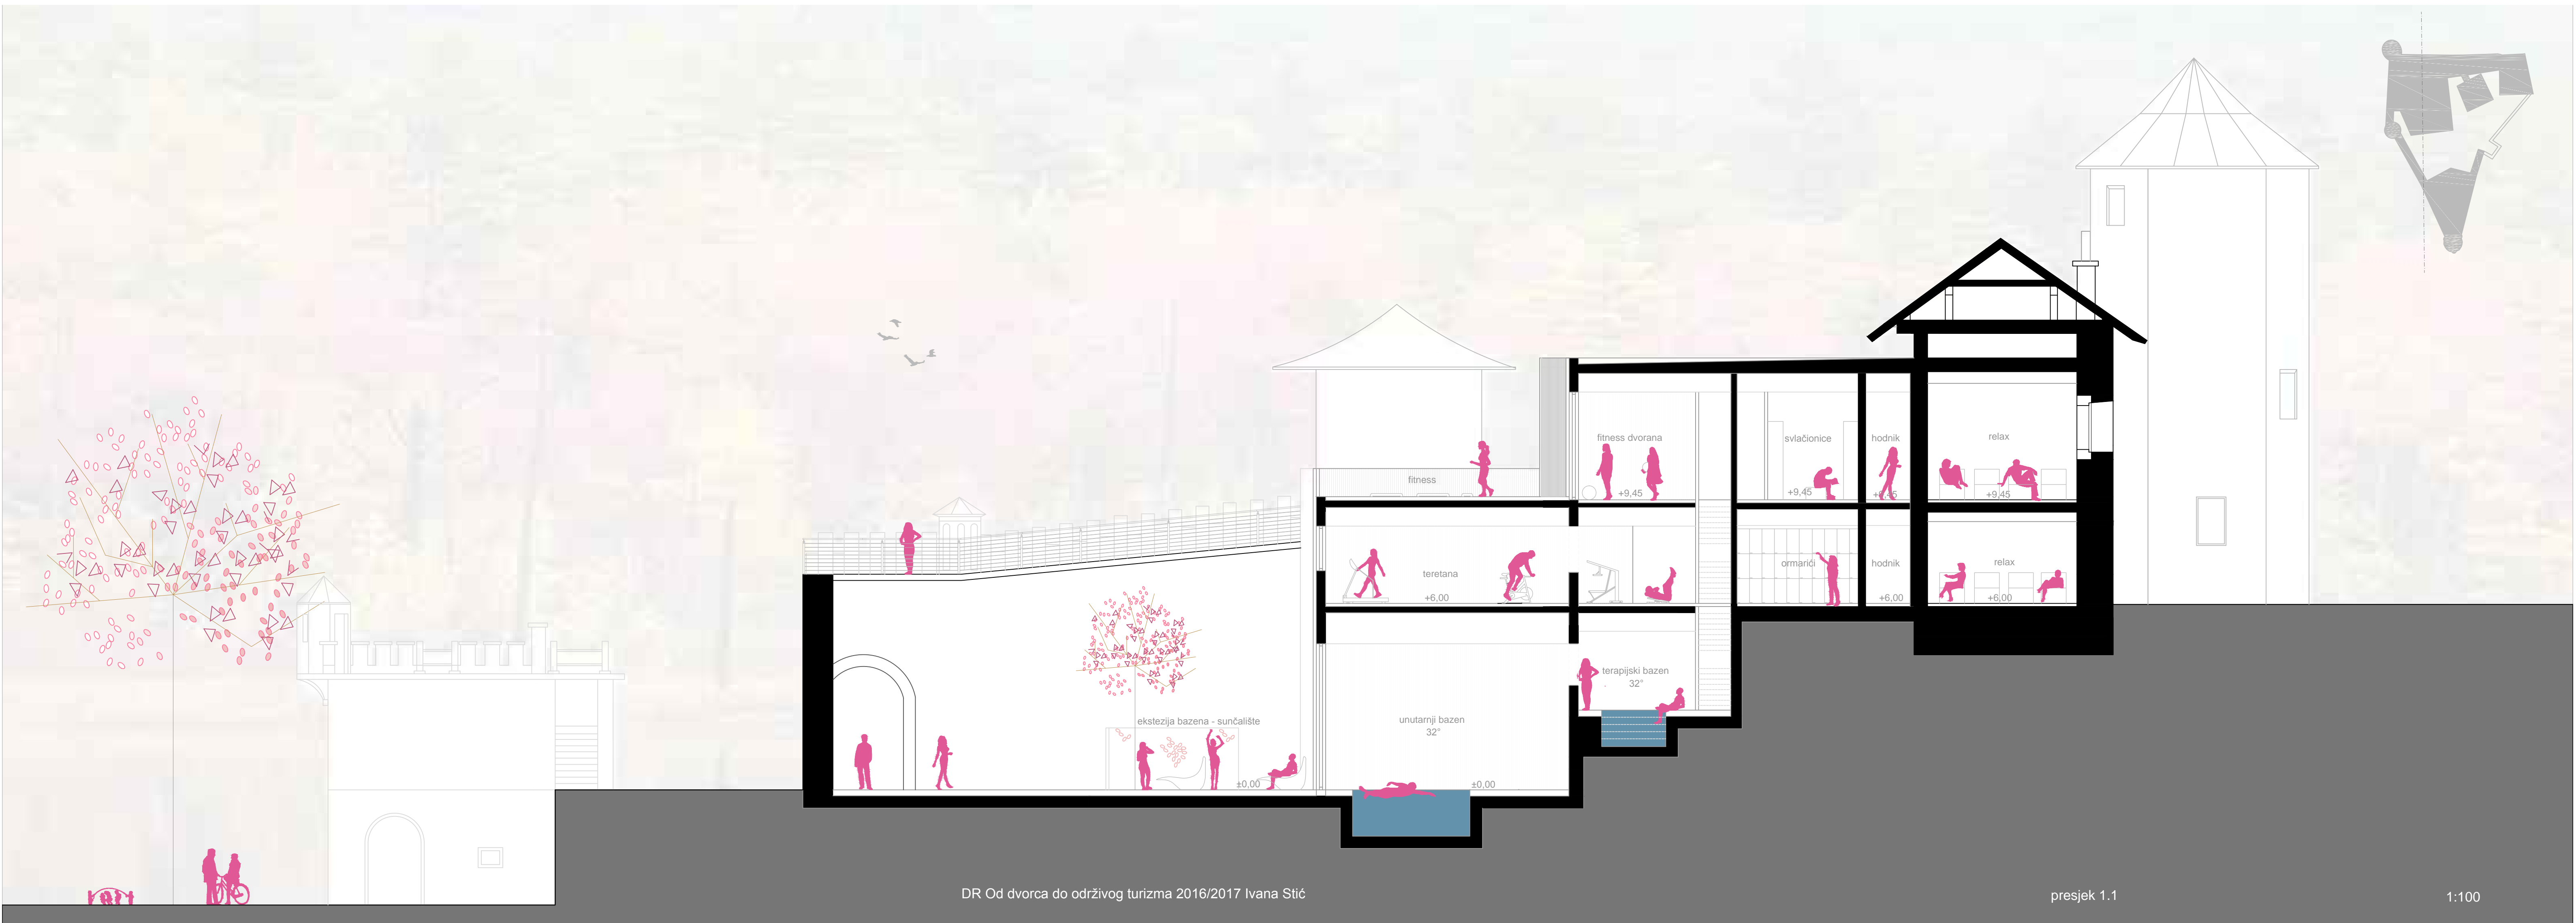 fitness dvorana
+9,45
svlačionice
+9,45
hodnik
+9,45
relax
+9,45
fitness
teretana
+6,00
ormarići
hodnik
+6,00
relax
+6,00
terapijski bazen
32°
ekstezija bazena - sunčalište
±0,00
unutarnji bazen
32°
±0,00
DR Od dvorca do održivog turizma 2016/2017 Ivana Stić
presjek 1.1
1:100